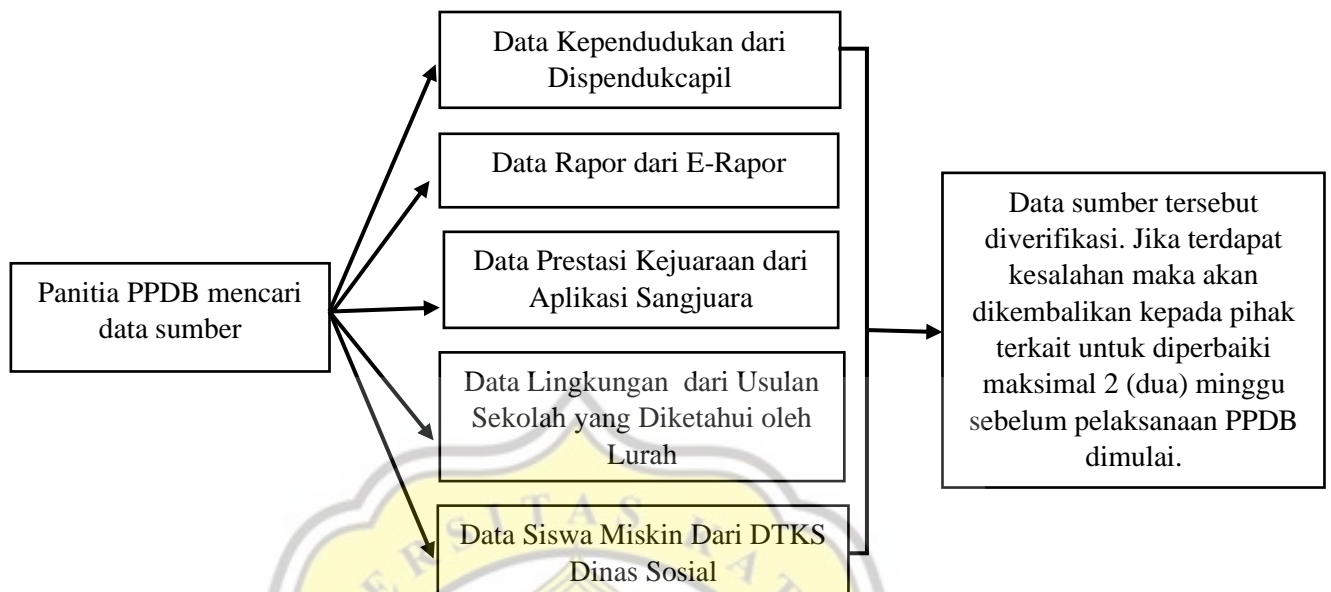 Panitia PPDB mencari
data sumber
Data Kependudukan dari
Dispendukcapil
Data Rapor dari E-Rapor
Data Prestasi Kejuaraan dari
Aplikasi Sangjuara
Data Lingkungan dari Usulan
Sekolah yang Diketahui oleh
Lurah
Data Siswa Miskin Dari DTKS
Dinas Sosial
Data sumber tersebut
diverifikasi. Jika terdapat
kesalahan maka akan
dikembalikan kepada pihak
terkait untuk diperbaiki
maksimal 2 (dua) minggu
sebelum pelaksanaan PPDB
dimulai.